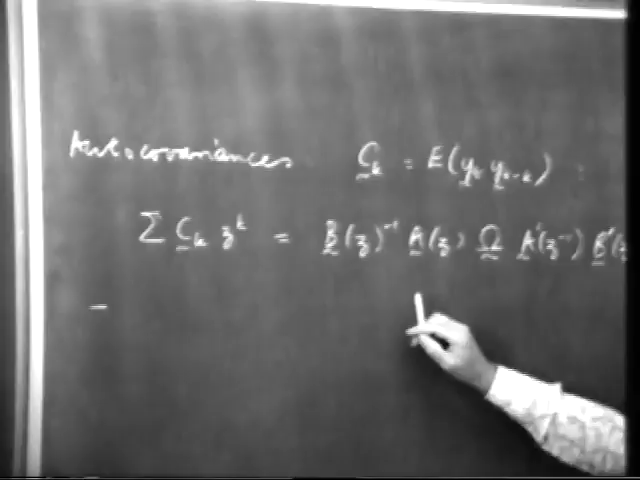 Autocovariances C_k = E(y_t y_{t-k}) :
Σ C_k z^k = B(z)^{-1} A(z) Ω A'(z^{-1}) B'(z
–